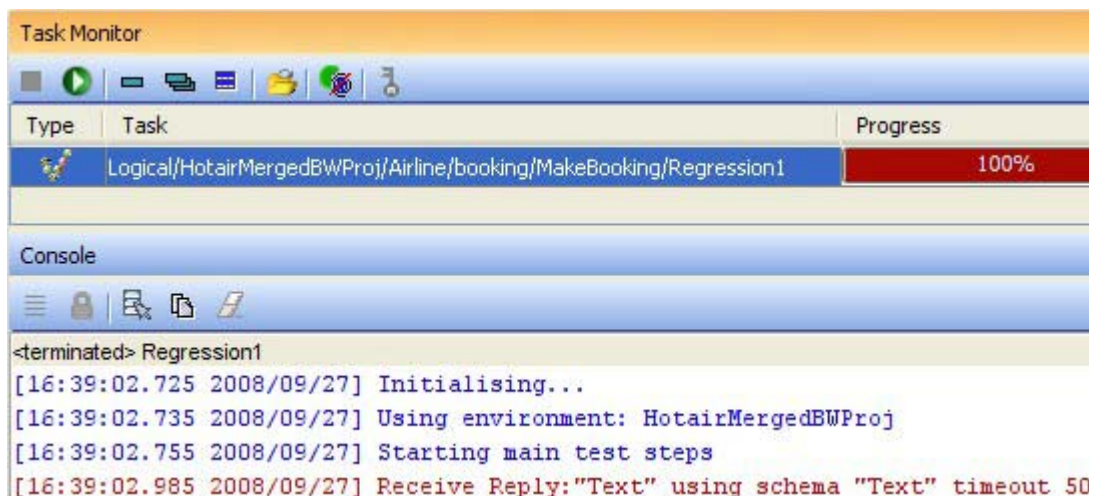 Task Monitor
Type Task Progress
Logical/HotairMergedBWProj/Airline/booking/MakeBooking/Regression1 100%
Console
<terminated> Regression1
[16:39:02.725 2008/09/27] Initialising...
[16:39:02.735 2008/09/27] Using environment: HotairMergedBWProj
[16:39:02.755 2008/09/27] Starting main test steps
[16:39:02.985 2008/09/27] Receive Reply:"Text" using schema "Text" timeout 50